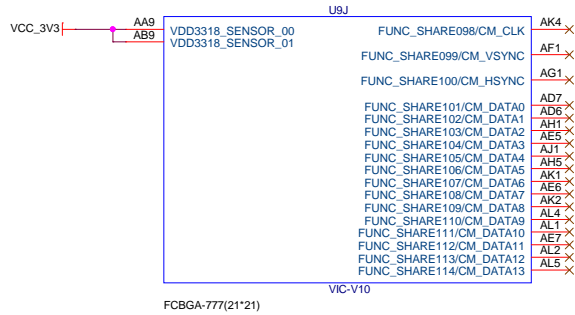 U9J
VCC_3V3
AA9 VDD3318_SENSOR_00
AB9 VDD3318_SENSOR_01
FUNC_SHARE098/CM_CLK AK4
FUNC_SHARE099/CM_VSYNC AF1
FUNC_SHARE100/CM_HSYNC AG1
FUNC_SHARE101/CM_DATA0 AD7
FUNC_SHARE102/CM_DATA1 AD6
FUNC_SHARE103/CM_DATA2 AH1
FUNC_SHARE104/CM_DATA3 AE5
FUNC_SHARE105/CM_DATA4 AJ1
FUNC_SHARE106/CM_DATA5 AH5
FUNC_SHARE107/CM_DATA6 AK1
FUNC_SHARE108/CM_DATA7 AE6
FUNC_SHARE109/CM_DATA8 AK2
FUNC_SHARE110/CM_DATA9 AL4
FUNC_SHARE111/CM_DATA10 AL1
FUNC_SHARE112/CM_DATA11 AE7
FUNC_SHARE113/CM_DATA12 AL2
FUNC_SHARE114/CM_DATA13 AL5
VIC-V10
FCBGA-777(21*21)